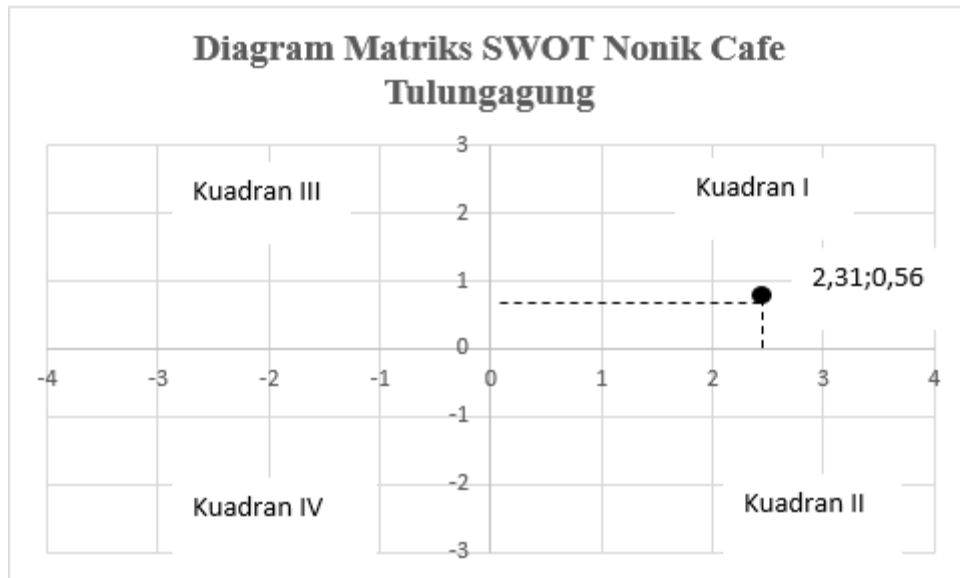 Diagram Matriks SWOT Nonik Cafe
Tulungagung
3
Kuadran III
Kuadran I
2
1
2,31;0,56
0
-4
-3
-2
-1
0
1
2
3
4
-1
-2
Kuadran IV
Kuadran II
-3